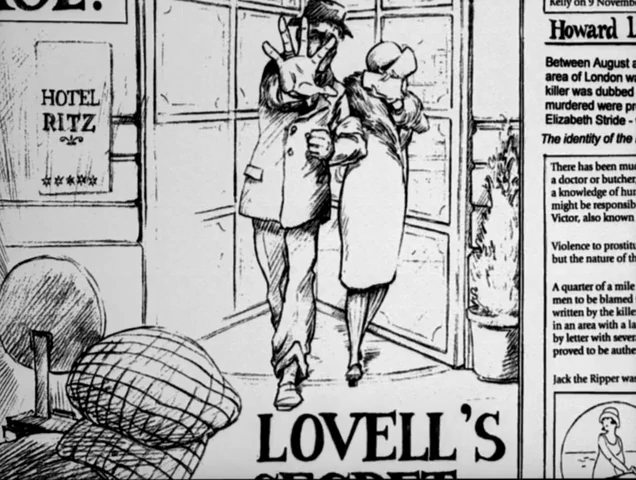 HOTEL
RITZ
LOVELL'S
SECRET
Kelly on 9 Novembe
Howard L
Between August a
area of London wa
killer was dubbed
murdered were pr
Elizabeth Stride -
The identity of the
There has been muc
a doctor or butcher,
a knowledge of hur
might be responsib
Victor, also known
Violence to prostitu
but the nature of th
A quarter of a mile
men to be blamed
written by the kille
in an area with a la
by letter with sever
proved to be authe
Jack the Ripper wa